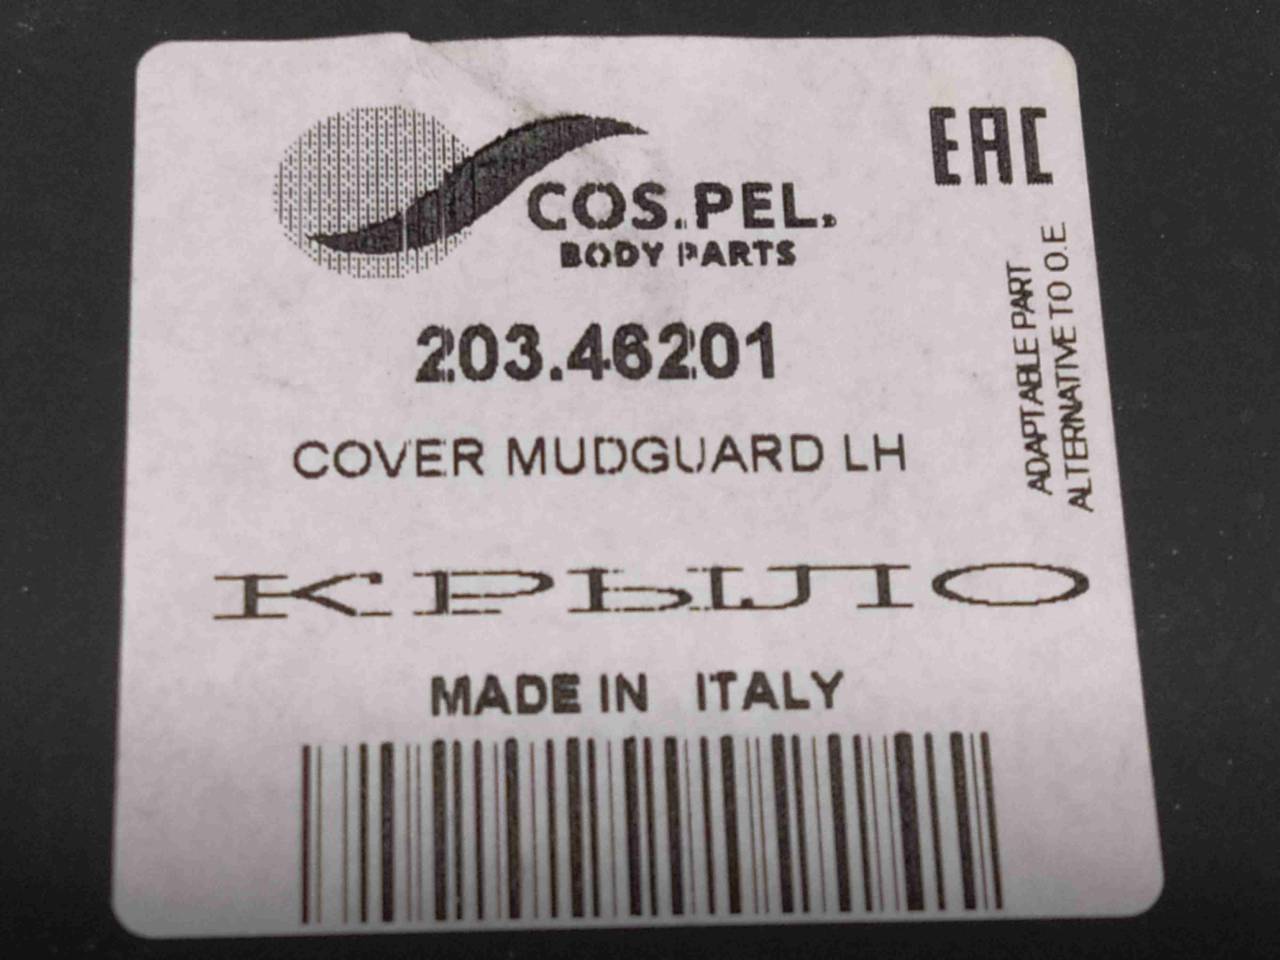 COS.PEL.
BODY PARTS
EAC
203.46201
COVER MUDGUARD LH
ADAPTABLE PART
ALTERNATIVE TO O.E
КРЫЛО
MADE IN ITALY